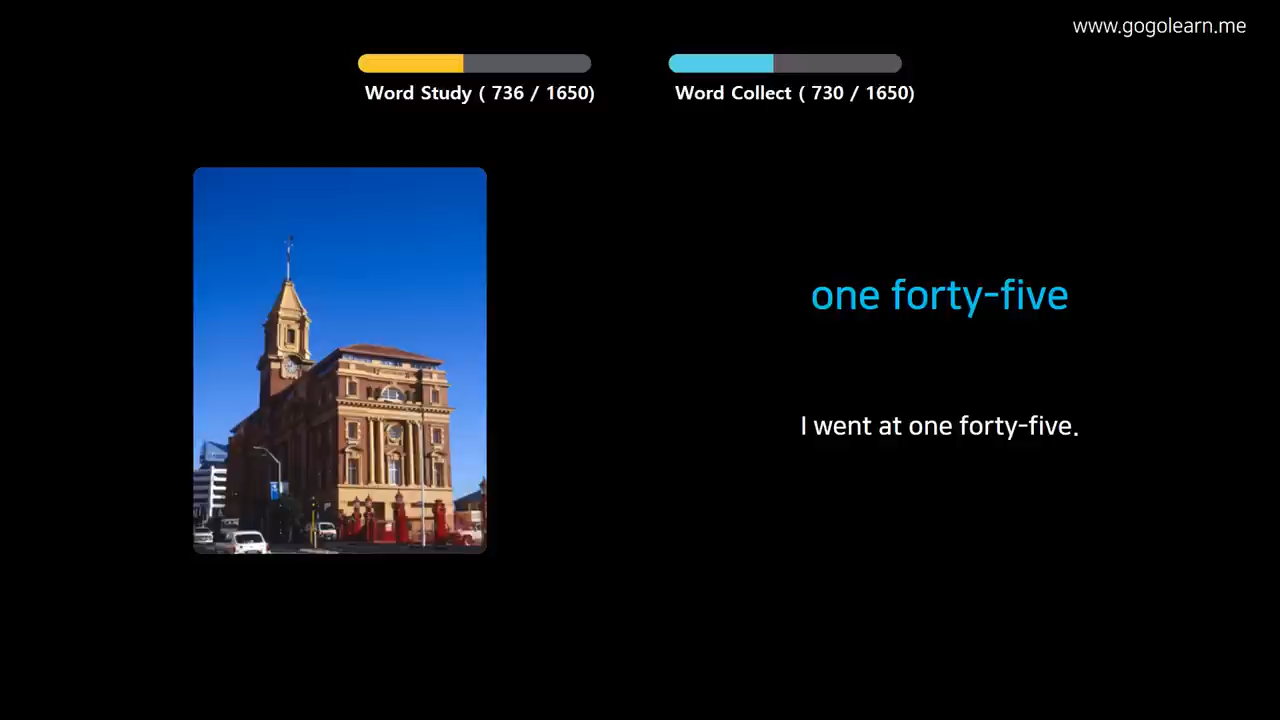 www.gogolearn.me
Word Study ( 736 / 1650)
Word Collect ( 730 / 1650)
one forty-five
I went at one forty-five.